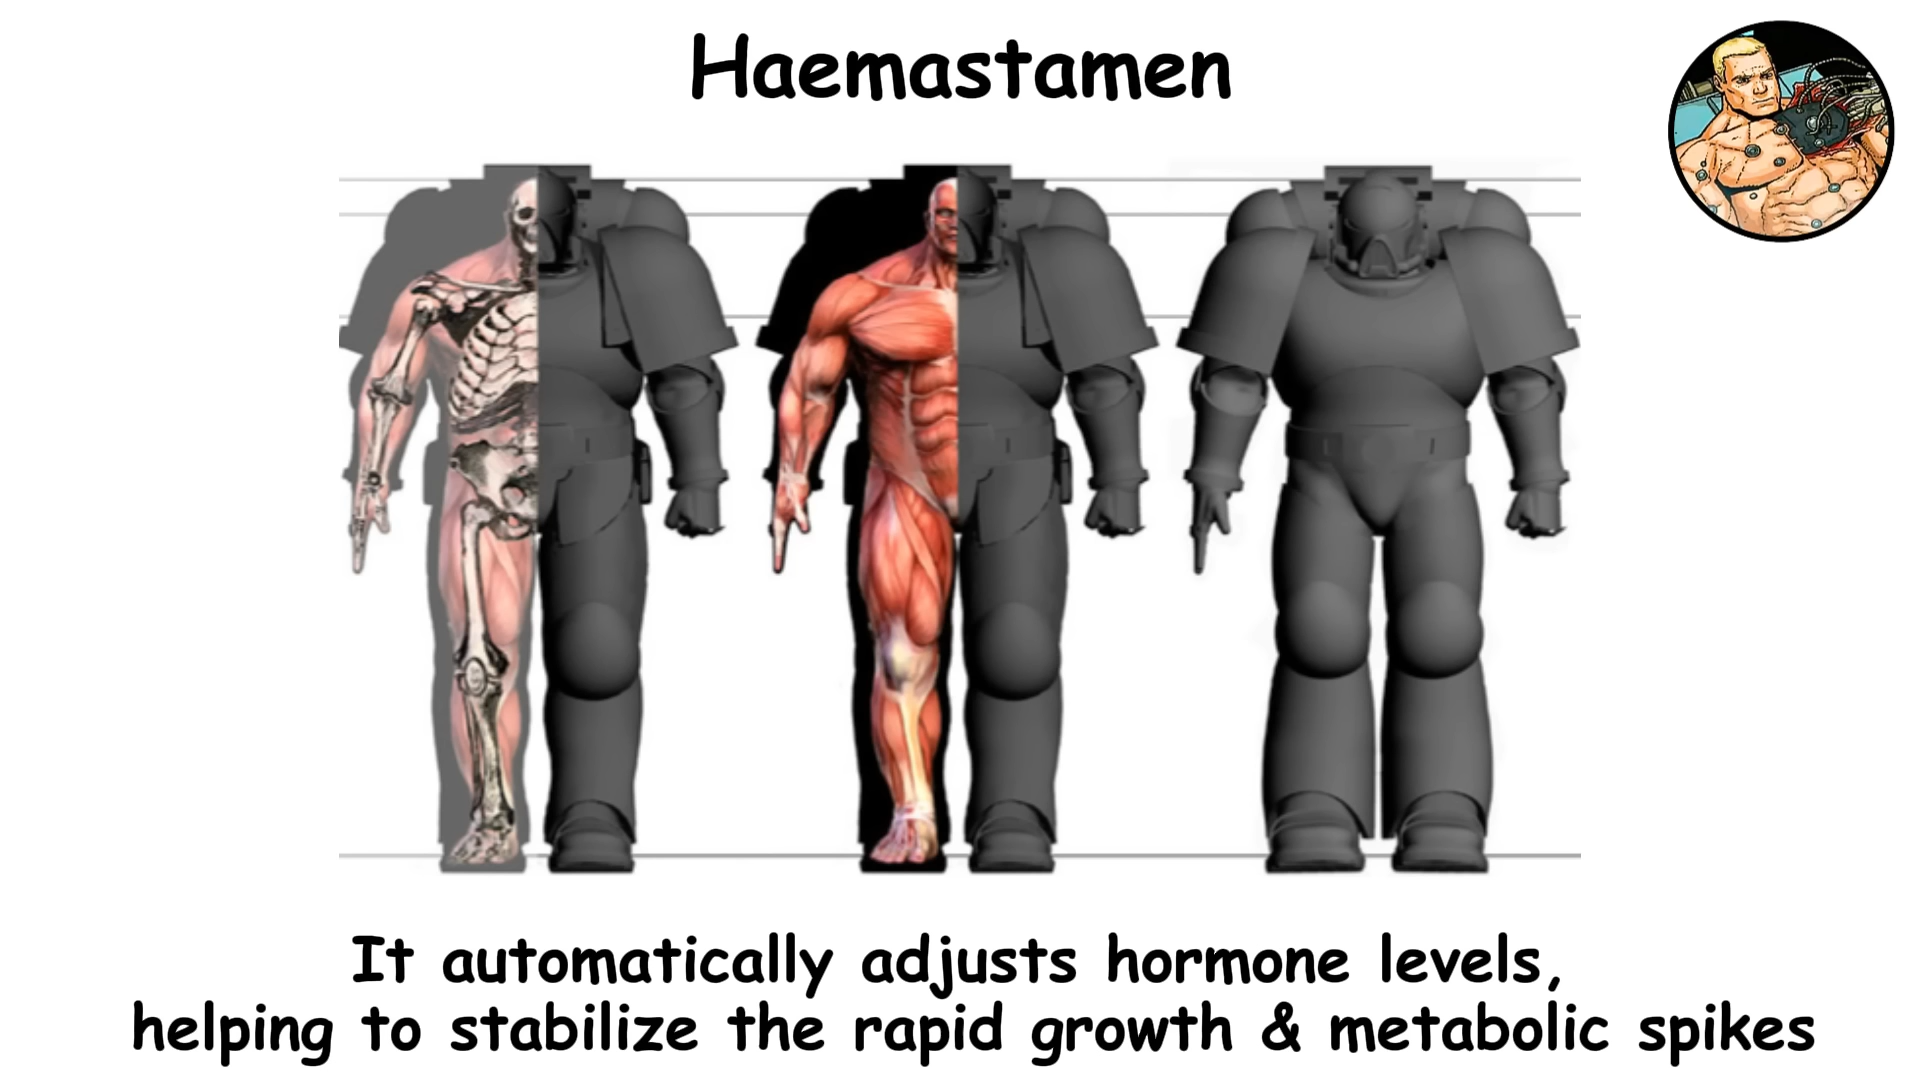 Haemastamen
It automatically adjusts hormone levels,
helping to stabilize the rapid growth & metabolic spikes